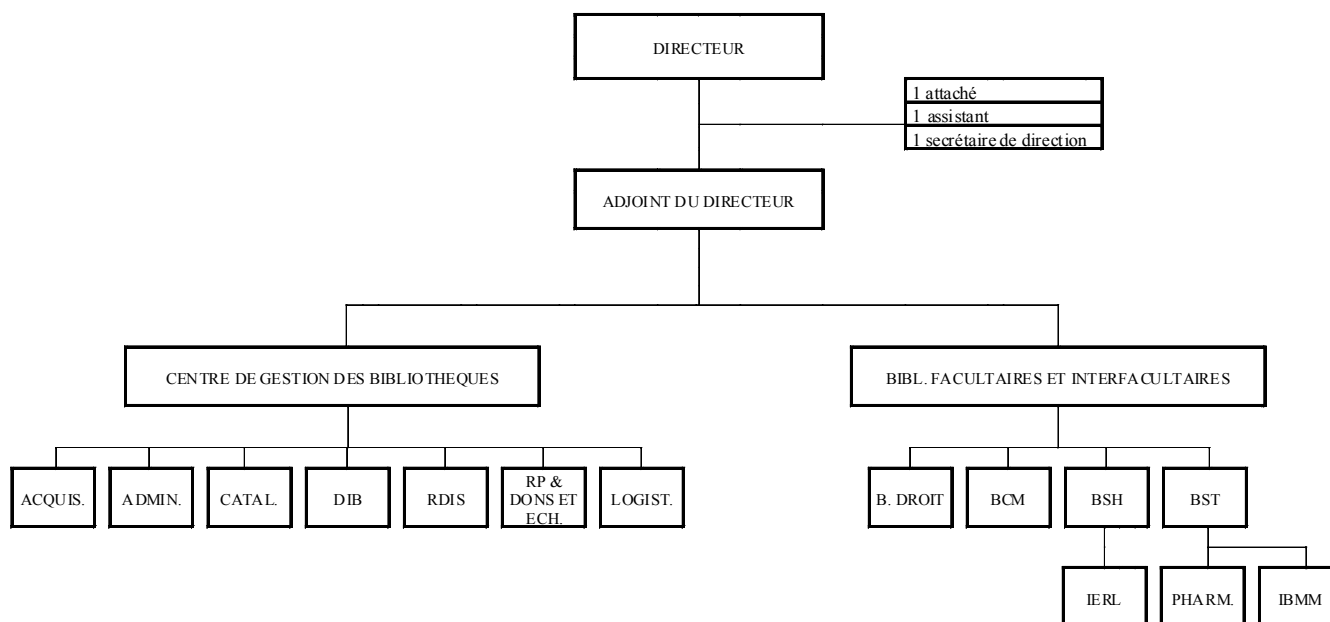 DIRECTEUR
1 attaché
1 assistant
1 secrétaire de direction
ADJOINT DU DIRECTEUR
CENTRE DE GESTION DES BIBLIOTHEQUES
BIBL. FACULTAIRES ET INTERFACULTAIRES
ACQUIS.
ADMIN.
CATAL.
DIB
RDIS
RP &
DONS ET
ECH.
LOGIST.
B. DROIT
BCM
BSH
BST
IERL
PHARM.
IBMM